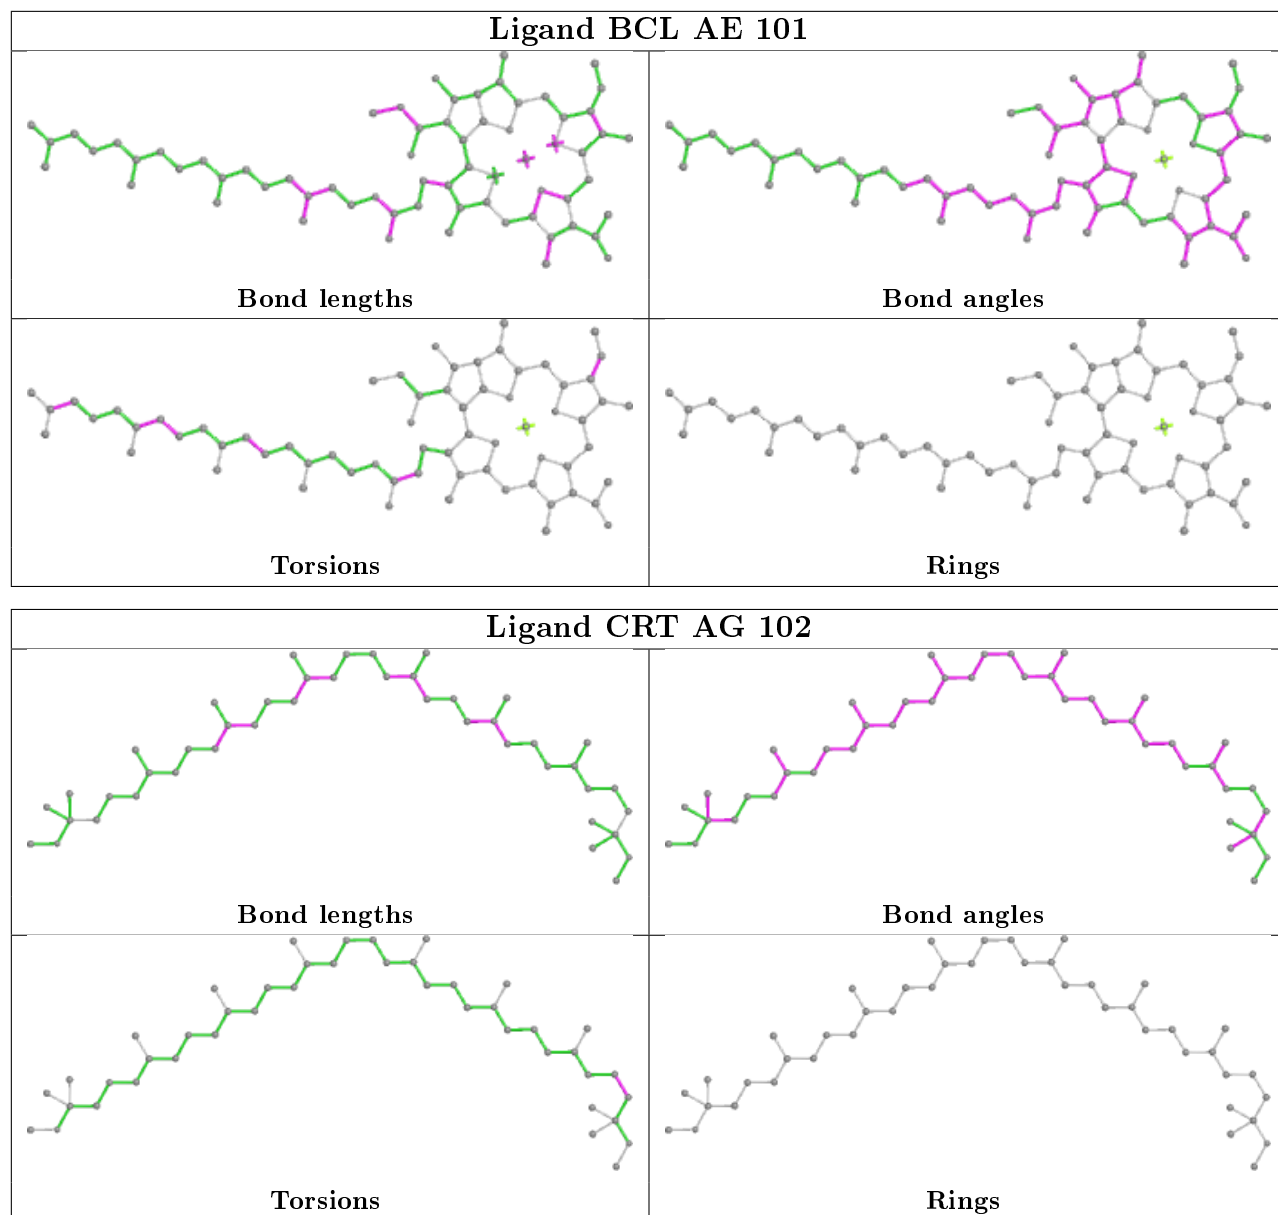 Ligand BCL AE 101
Bond lengths
Bond angles
Torsions
Rings
Ligand CRT AG 102
Bond lengths
Bond angles
Torsions
Rings